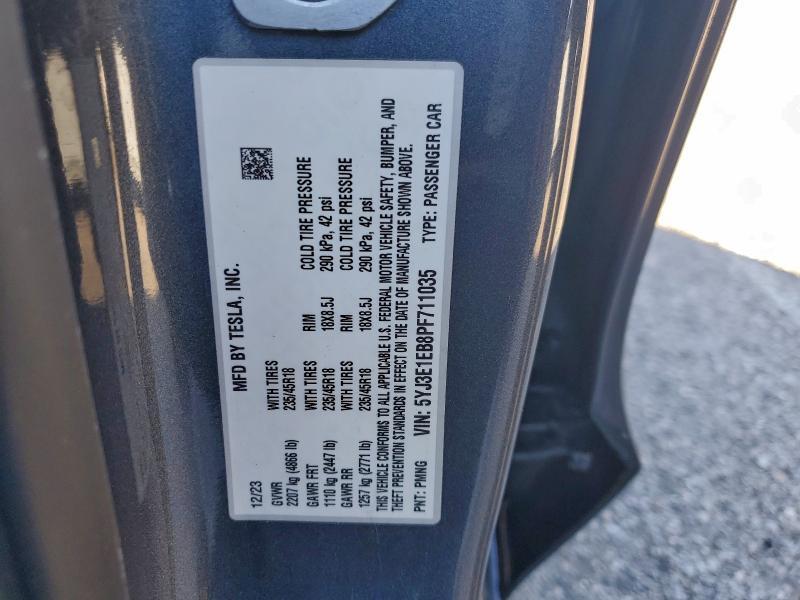 MFD BY TESLA, INC.
12/23
GVWR WITH TIRES
2207 kg (4866 lb) 235/45R18
GAWR FRT WITH TIRES RIM COLD TIRE PRESSURE
1110 kg (2447 lb) 235/45R18 18X8.5J 290 kPa, 42 psi
GAWR RR WITH TIRES RIM COLD TIRE PRESSURE
1257 kg (2771 lb) 235/45R18 18X8.5J 290 kPa, 42 psi
THIS VEHICLE CONFORMS TO ALL APPLICABLE U.S. FEDERAL MOTOR VEHICLE SAFETY, BUMPER, AND
THEFT PREVENTION STANDARDS IN EFFECT ON THE DATE OF MANUFACTURE SHOWN ABOVE.
PNT: PMNG VIN: 5YJ3E1EB8PF711035 TYPE: PASSENGER CAR